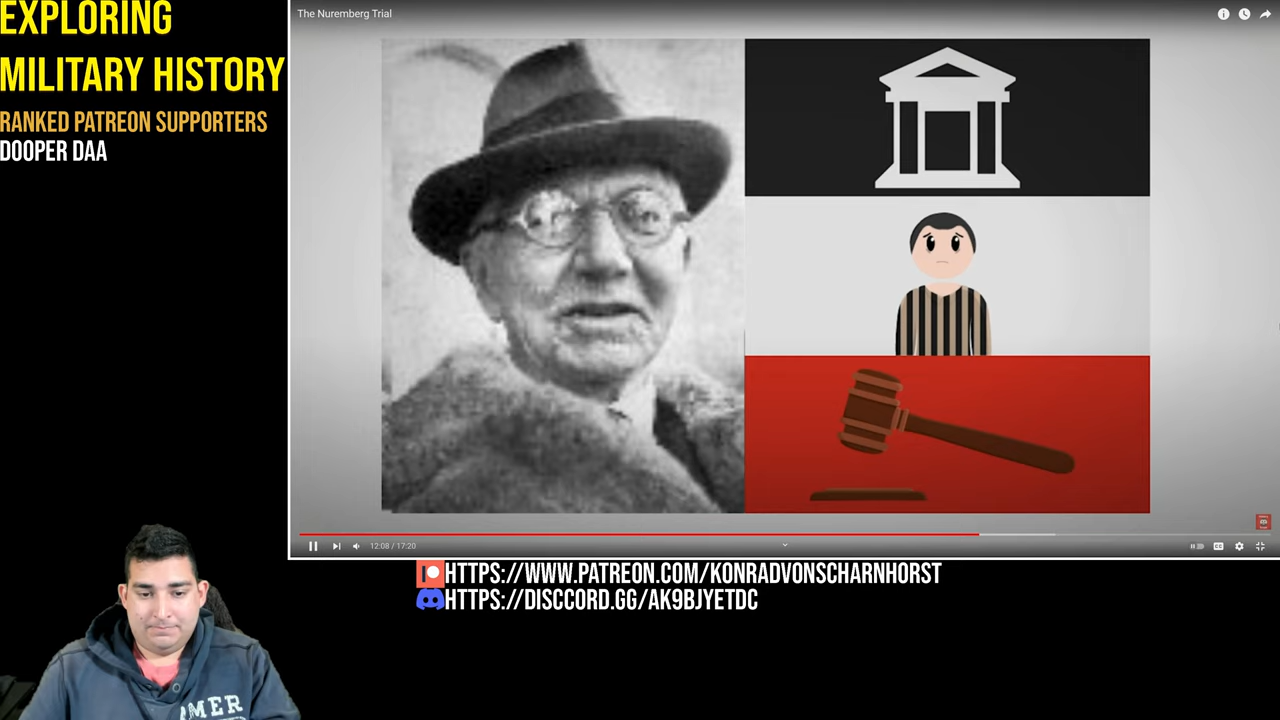 EXPLORING
MILITARY HISTORY
RANKED PATREON SUPPORTERS
DOOPER DAA
The Nuremberg Trial
12:08 / 17:20
HTTPS://WWW.PATREON.COM/KONRADVONSCHARNHORST
HTTPS://DISCCORD.GG/AK9BJYETDC
MER